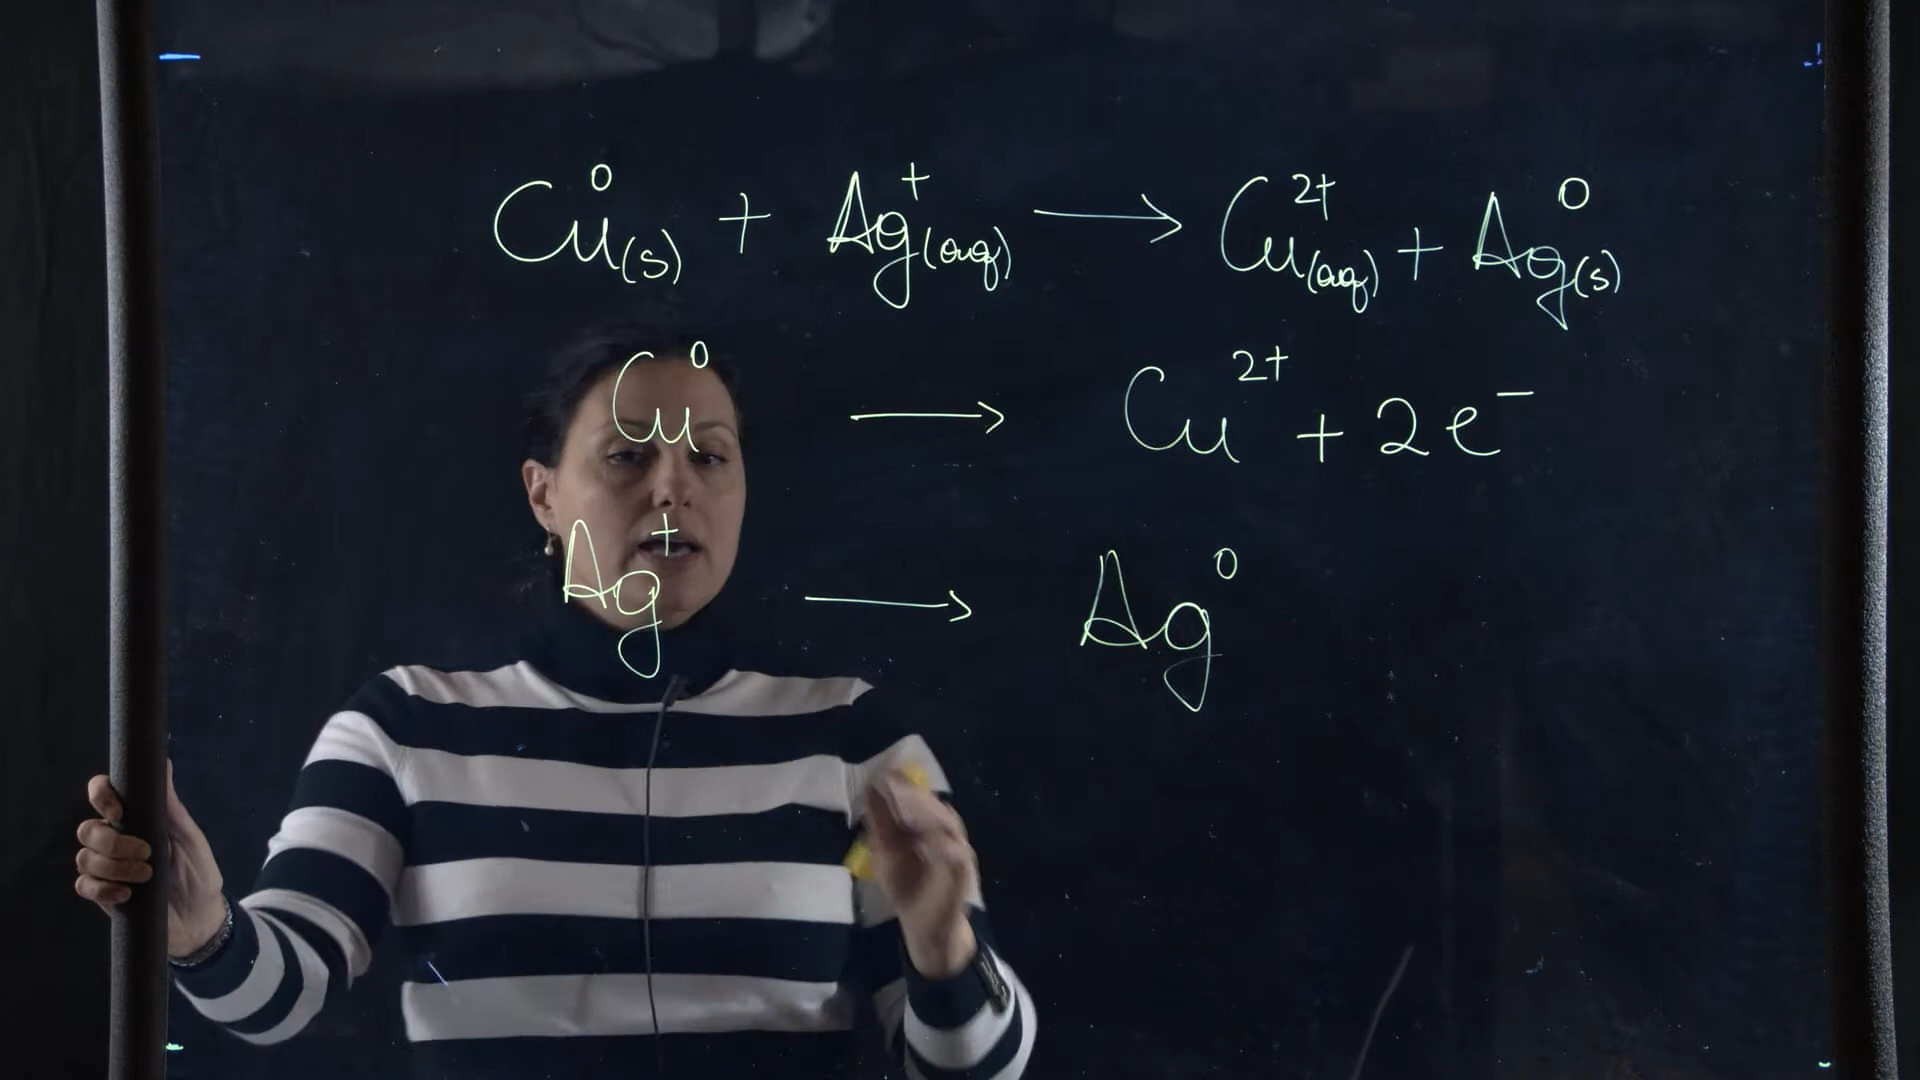 Cu⁰(s) + Ag⁺(aq) → Cu²⁺(aq) + Ag⁰(s)
Cu⁰ → Cu²⁺ + 2e⁻
Ag⁺ → Ag⁰